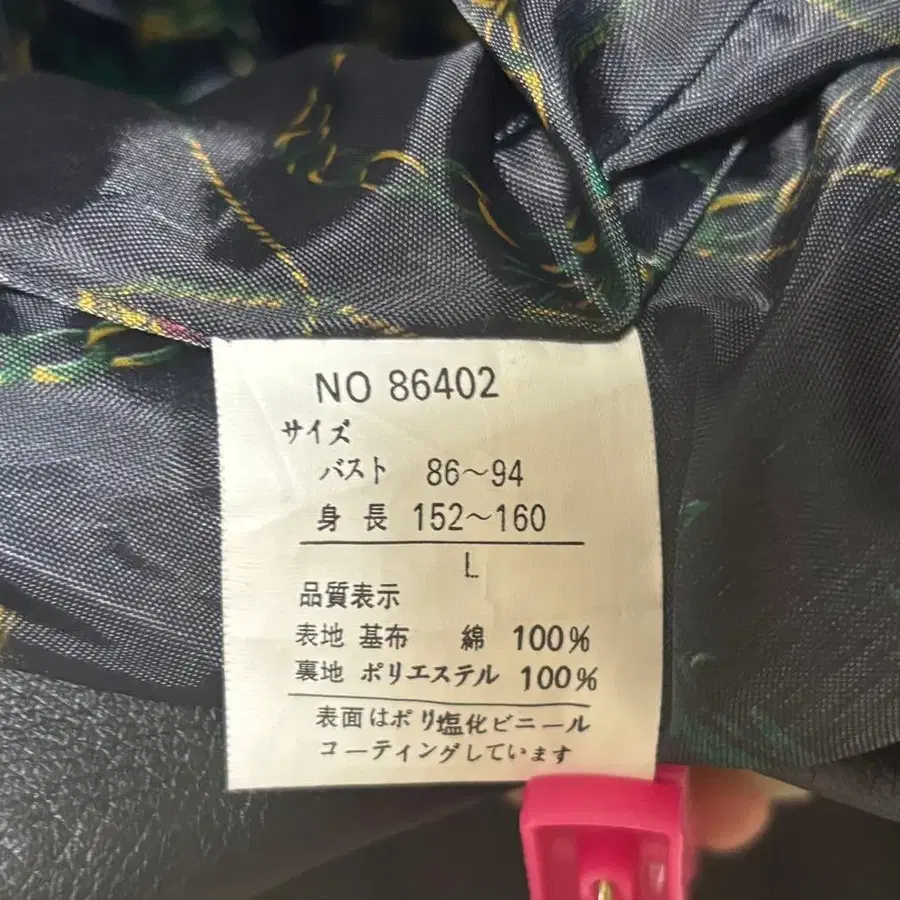 NO 86402
サイズ
バスト 86～94
身長 152～160
L
品質表示
表地 基布 綿 100%
裏地 ポリエステル 100%
表面はポリ塩化ビニール
コーティングしています